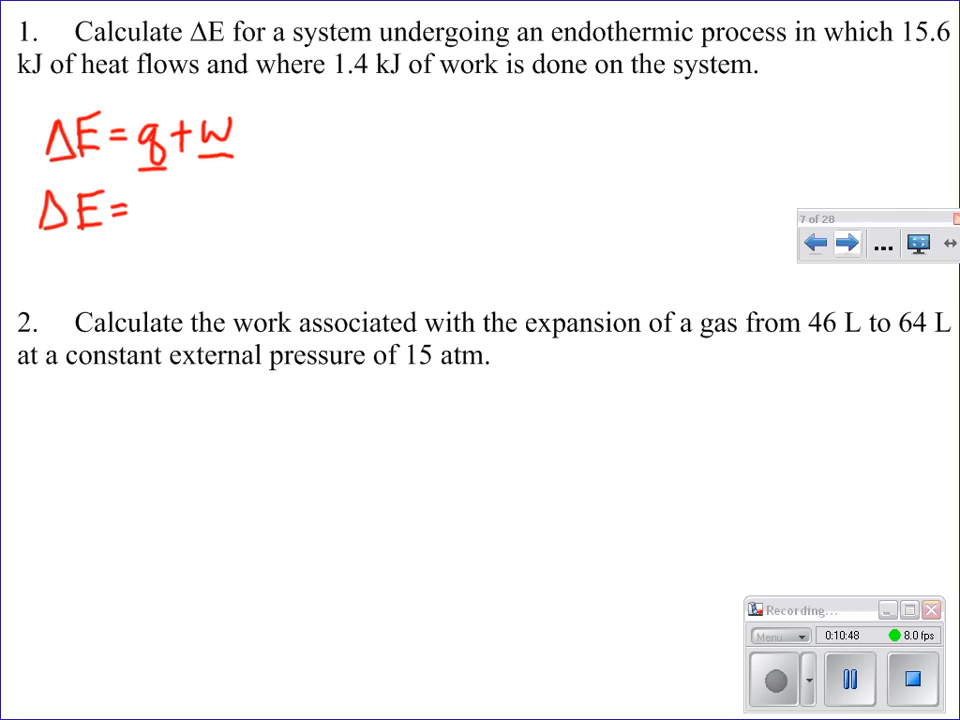 1. Calculate ΔE for a system undergoing an endothermic process in which 15.6
kJ of heat flows and where 1.4 kJ of work is done on the system.
ΔE = q + w
ΔE =
7 of 28
...
2. Calculate the work associated with the expansion of a gas from 46 L to 64 L
at a constant external pressure of 15 atm.
Recording...
Menu 0:10:48 8.0 fps